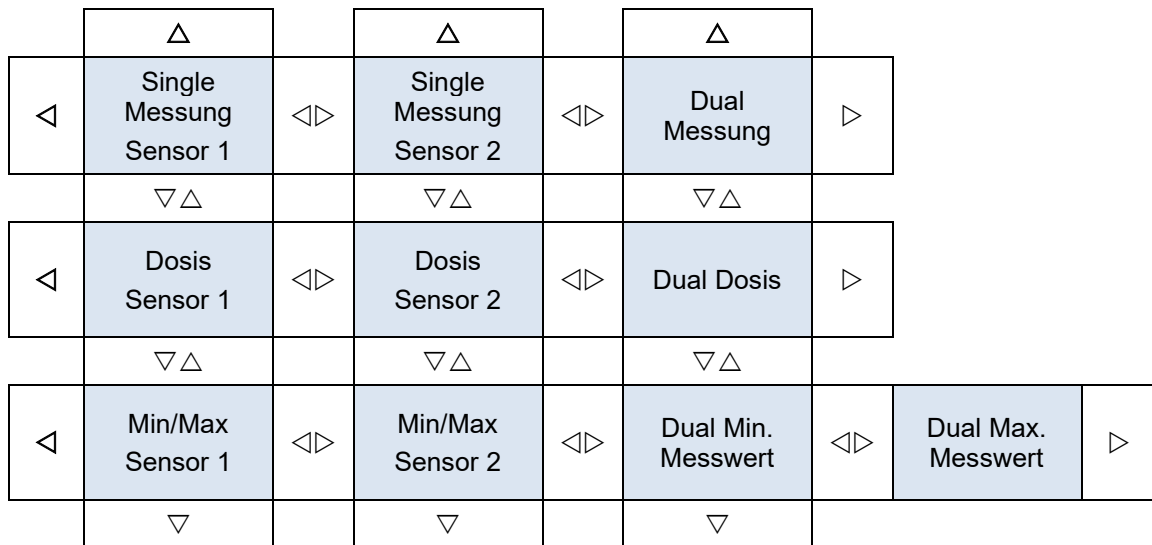 △ △ △
◁ Single Messung Sensor 1 ◁▷ Single Messung Sensor 2 ◁▷ Dual Messung ▷
▽△ ▽△ ▽△
◁ Dosis Sensor 1 ◁▷ Dosis Sensor 2 ◁▷ Dual Dosis ▷
▽△ ▽△ ▽△
◁ Min/Max Sensor 1 ◁▷ Min/Max Sensor 2 ◁▷ Dual Min. Messwert ◁▷ Dual Max. Messwert ▷
▽ ▽ ▽